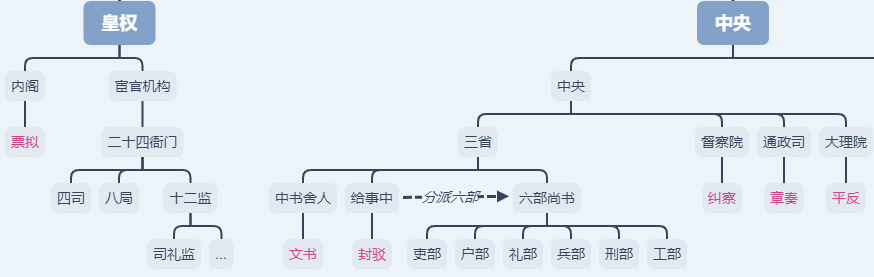 皇权
中央
内阁
宦官机构
中央
票拟
二十四衙门
三省
督察院
通政司
大理院
四司
八局
十二监
中书舍人
给事中
分派六部
六部尚书
纠察
章奏
平反
司礼监
...
文书
封驳
吏部
户部
礼部
兵部
刑部
工部